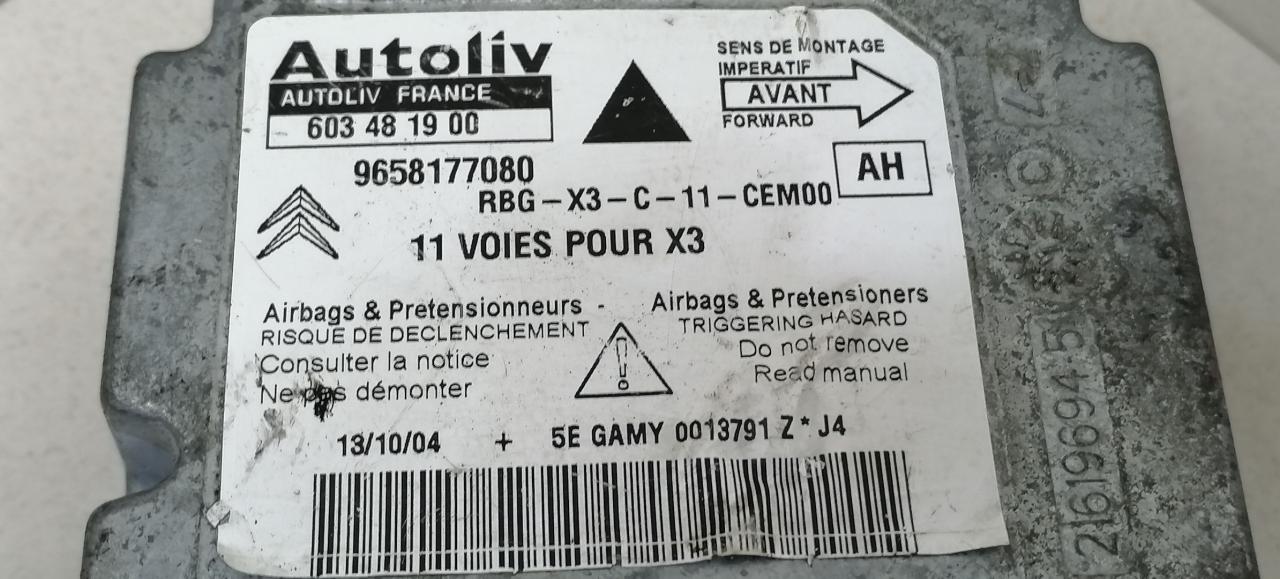 Autoliv
AUTOLIV FRANCE
603 48 19 00
SENS DE MONTAGE
IMPERATIF
AVANT
FORWARD
9658177080
AH
RBG-X3-C-11-CEM00
11 VOIES POUR X3
Airbags & Pretensionneurs -
RISQUE DE DECLENCHEMENT
Consulter la notice
Ne pas démonter
Airbags & Pretensioners
TRIGGERING HASARD
Do not remove
Read manual
13/10/04 + 5E GAMY 0013791 Z* J4
21619694